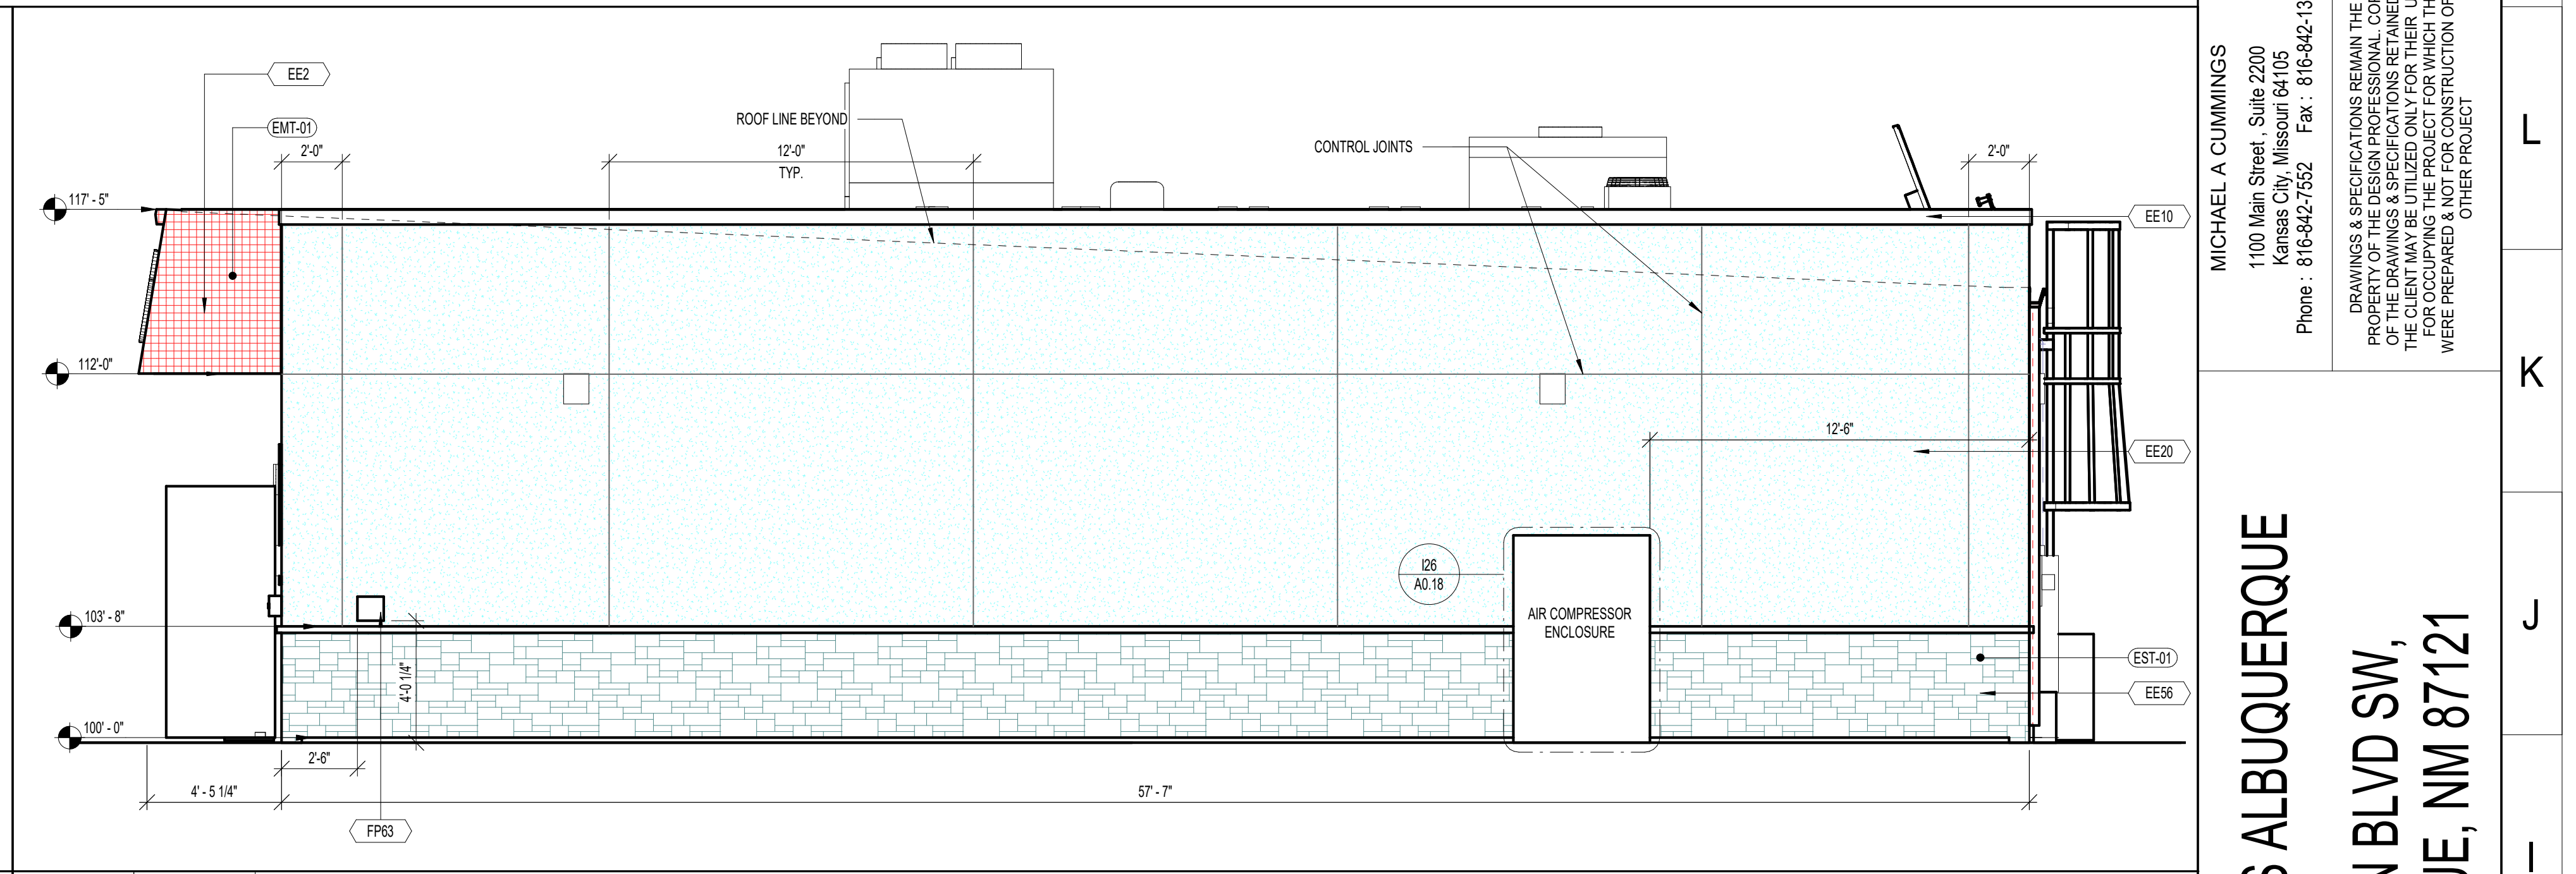 EE2
EMT-01
2'-0"
ROOF LINE BEYOND
12'-0"
TYP.
CONTROL JOINTS
2'-0"
117' - 5"
EE10
112'-0"
12'-6"
EE20
I26
A0.18
AIR COMPRESSOR
ENCLOSURE
103' - 8"
4'-0 1/4"
EST-01
EE56
100' - 0"
2'-6"
4' - 5 1/4"
57' - 7"
FP63
MICHAEL A CUMMINGS
1100 Main Street , Suite 2200
Kansas City, Missouri 64105
Phone : 816-842-7552 Fax : 816-842-13
DRAWINGS & SPECIFICATIONS REMAIN THE
PROPERTY OF THE DESIGN PROFESSIONAL. COP
OF THE DRAWINGS & SPECIFICATIONS RETAINED
THE CLIENT MAY BE UTILIZED ONLY FOR THEIR U
FOR OCCUPYING THE PROJECT FOR WHICH TH
WERE PREPARED & NOT FOR CONSTRUCTION OF
OTHER PROJECT
S ALBUQUERQUE
N BLVD SW,
UE, NM 87121
L
K
J
I